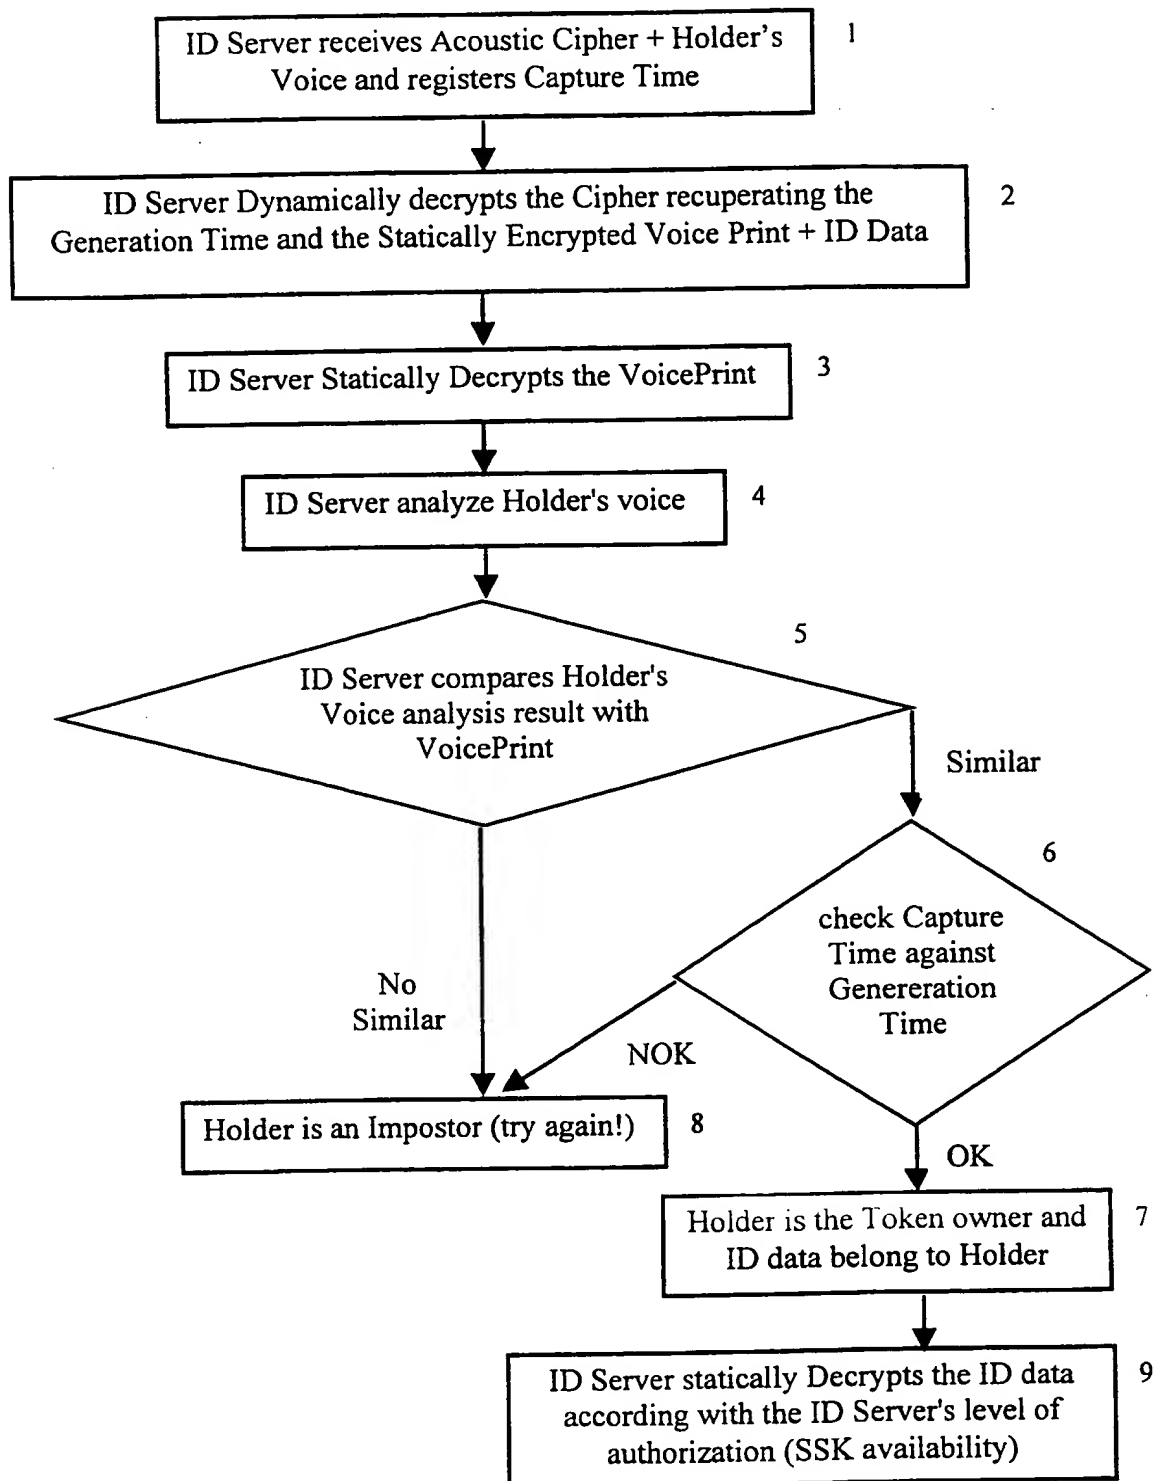 ID Server receives Acoustic Cipher + Holder's
Voice and registers Capture Time
1
ID Server Dynamically decrypts the Cipher recuperating the
Generation Time and the Statically Encrypted Voice Print + ID Data
2
ID Server Statically Decrypts the VoicePrint
3
ID Server analyze Holder's voice
4
5
ID Server compares Holder's
Voice analysis result with
VoicePrint
Similar
6
check Capture
Time against
Genereration
Time
No
Similar
NOK
Holder is an Impostor (try again!)
8
OK
Holder is the Token owner and
ID data belong to Holder
7
ID Server statically Decrypts the ID data
according with the ID Server's level of
authorization (SSK availability)
9